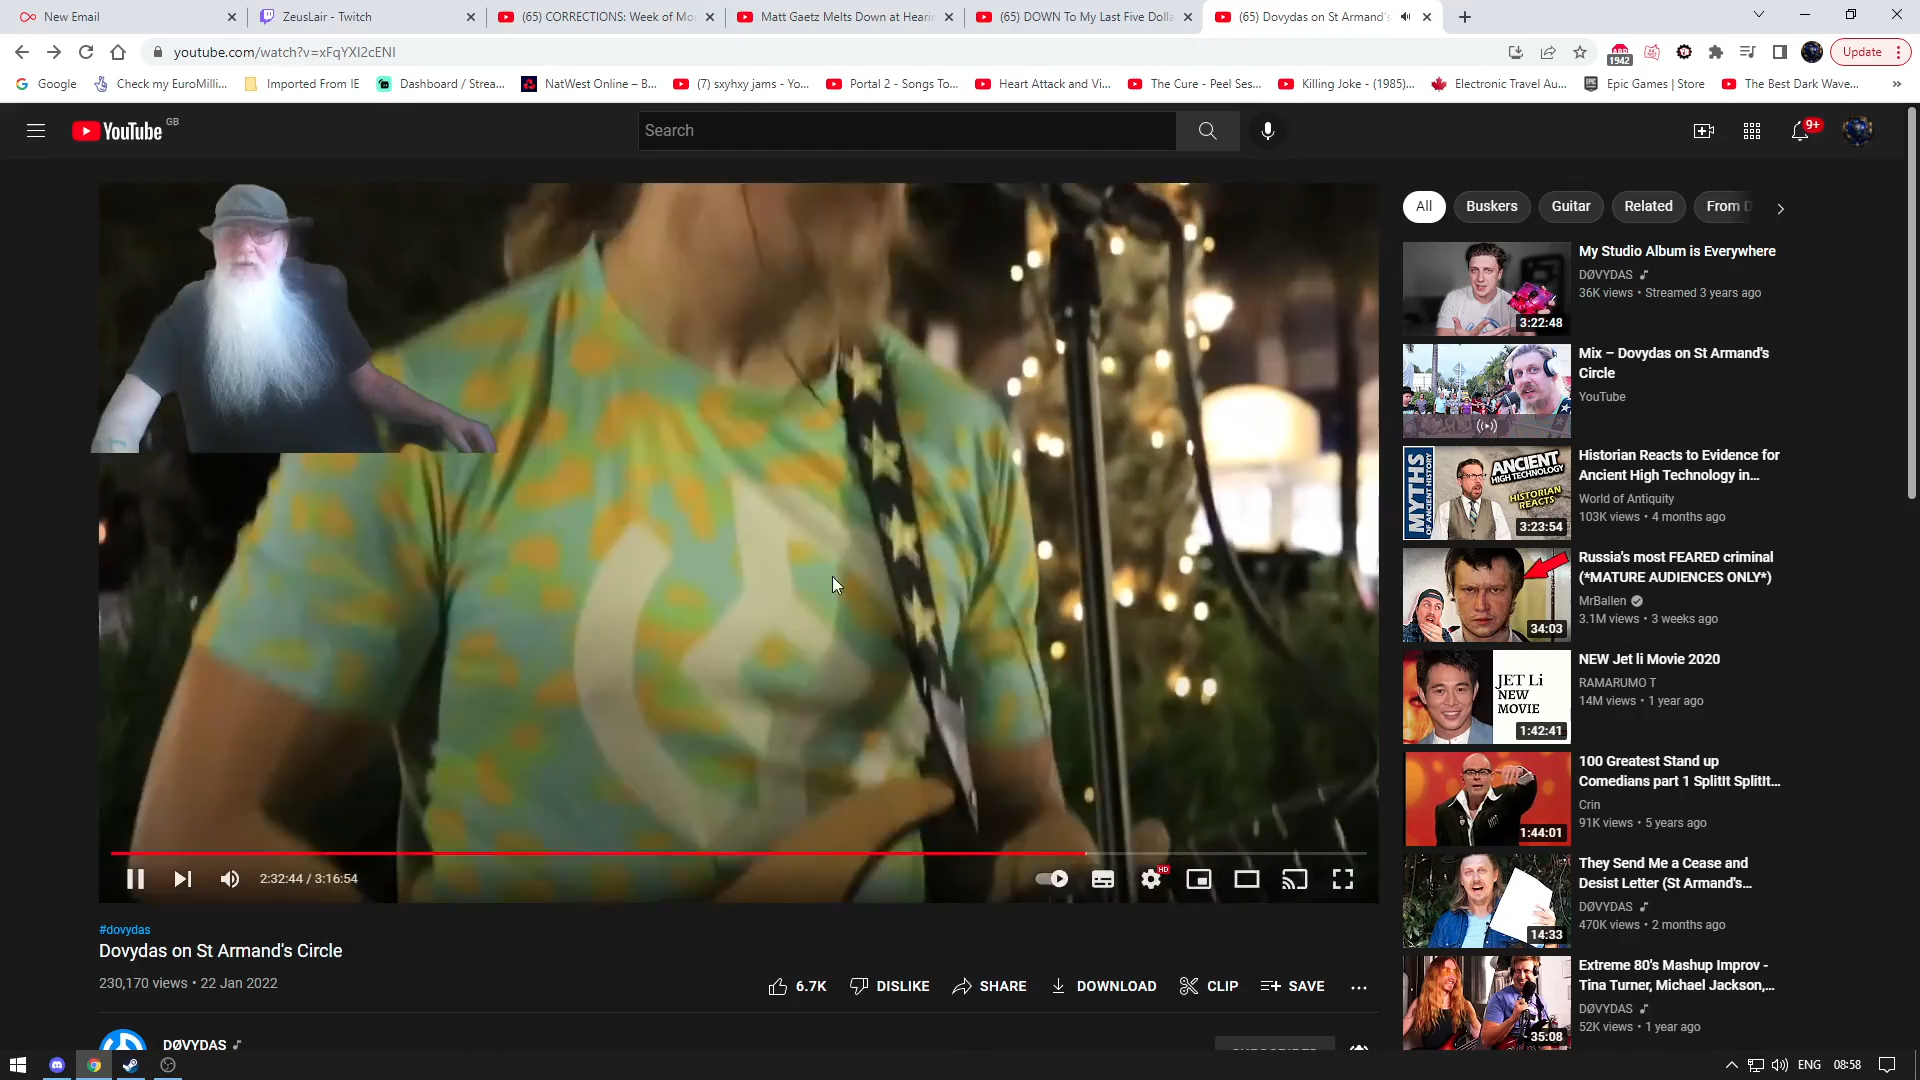 New Email
ZeusLair - Twitch
(65) CORRECTIONS: Week of Mo
Matt Gaetz Melts Down at Hearin
(65) DOWN To My Last Five Dolla
(65) Dovydas on St Armand's
youtube.com/watch?v=xFqYXI2cENI
1942
Update
Google
Check my EuroMilli...
Imported From IE
Dashboard / Strea...
NatWest Online – B...
(7) sxyhxy jams - Yo...
Portal 2 - Songs To...
Heart Attack and Vi...
The Cure - Peel Ses...
Killing Joke - (1985)...
Electronic Travel Au...
Epic Games | Store
The Best Dark Wave...
YouTube GB
Search
9+
All
Buskers
Guitar
Related
From D
My Studio Album is Everywhere
DØVYDAS
36K views • Streamed 3 years ago
3:22:48
Mix – Dovydas on St Armand's
Circle
YouTube
MYTHS
OF ANCIENT HISTORY
ANCIENT
HIGH TECHNOLOGY
HISTORIAN
REACTS
3:23:54
Historian Reacts to Evidence for
Ancient High Technology in...
World of Antiquity
103K views • 4 months ago
34:03
Russia's most FEARED criminal
(*MATURE AUDIENCES ONLY*)
MrBallen
3.1M views • 3 weeks ago
JET Li
NEW
MOVIE
1:42:41
NEW Jet li Movie 2020
RAMARUMO T
14M views • 1 year ago
1:44:01
100 Greatest Stand up
Comedians part 1 SplitIt SplitIt...
Crin
91K views • 5 years ago
14:33
They Send Me a Cease and
Desist Letter (St Armand's...
DØVYDAS
470K views • 2 months ago
35:08
Extreme 80's Mashup Improv -
Tina Turner, Michael Jackson,...
DØVYDAS
52K views • 1 year ago
2:32:44 / 3:16:54
HD
#dovydas
Dovydas on St Armand's Circle
230,170 views • 22 Jan 2022
6.7K
DISLIKE
SHARE
DOWNLOAD
CLIP
SAVE
DØVYDAS
ENG
08:58